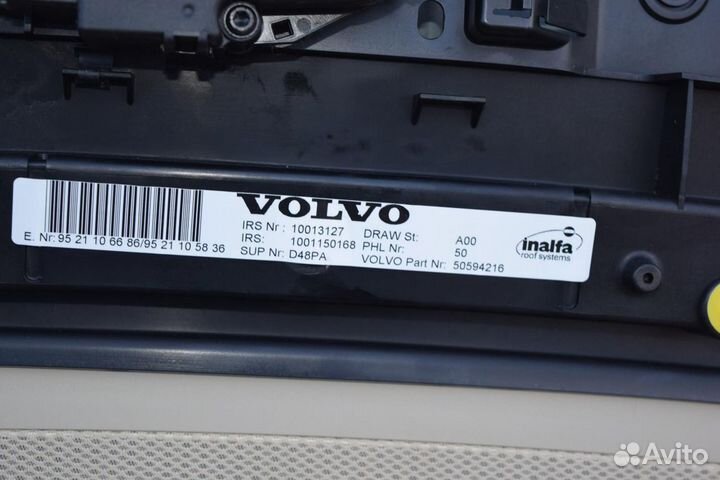 VOLVO
IRS Nr: 10013127 DRAW St: A00
IRS: 1001150168 PHL Nr: 50
SUP Nr: D48PA VOLVO Part Nr: 50594216
E. Nr: 95 21 10 66 86/95 21 10 58 36
inalfa
roof systems
Avito